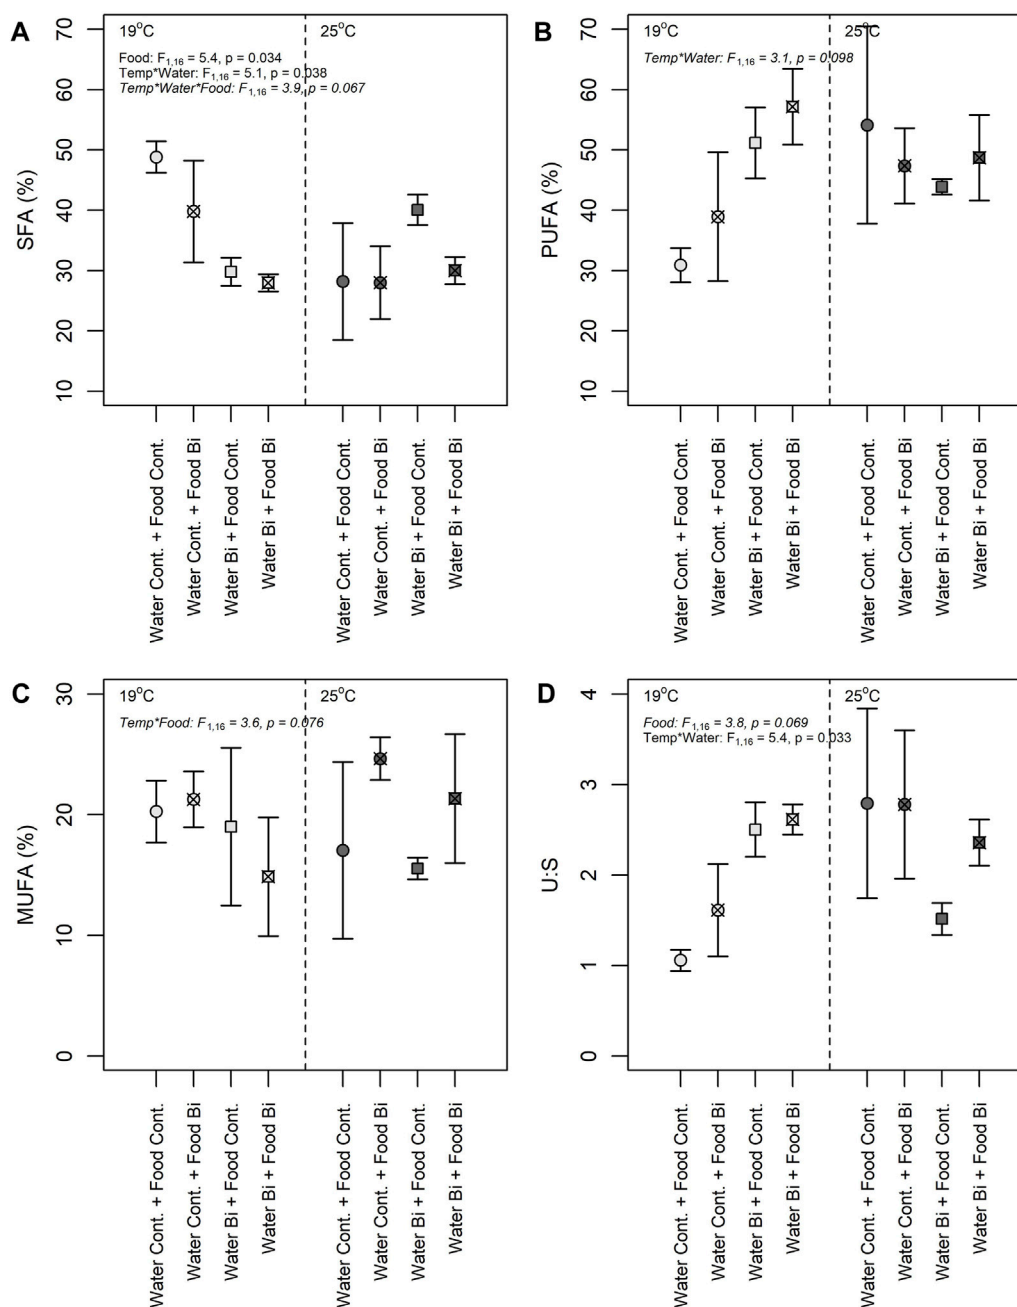 A
19°C
25°C
Food: F1,16 = 5.4, p = 0.034
Temp*Water: F1,16 = 5.1, p = 0.038
Temp*Water*Food: F1,16 = 3.9, p = 0.067
SFA (%)
70
60
50
40
30
20
10
Water Cont. + Food Cont.
Water Cont. + Food Bi
Water Bi + Food Cont.
Water Bi + Food Bi
Water Cont. + Food Cont.
Water Cont. + Food Bi
Water Bi + Food Cont.
Water Bi + Food Bi
B
19°C
25°C
Temp*Water: F1,16 = 3.1, p = 0.098
PUFA (%)
70
60
50
40
30
20
10
Water Cont. + Food Cont.
Water Cont. + Food Bi
Water Bi + Food Cont.
Water Bi + Food Bi
Water Cont. + Food Cont.
Water Cont. + Food Bi
Water Bi + Food Cont.
Water Bi + Food Bi
C
19°C
25°C
Temp*Food: F1,16 = 3.6, p = 0.076
MUFA (%)
30
20
10
0
Water Cont. + Food Cont.
Water Cont. + Food Bi
Water Bi + Food Cont.
Water Bi + Food Bi
Water Cont. + Food Cont.
Water Cont. + Food Bi
Water Bi + Food Cont.
Water Bi + Food Bi
D
19°C
25°C
Food: F1,16 = 3.8, p = 0.069
Temp*Water: F1,16 = 5.4, p = 0.033
U:S
4
3
2
1
0
Water Cont. + Food Cont.
Water Cont. + Food Bi
Water Bi + Food Cont.
Water Bi + Food Bi
Water Cont. + Food Cont.
Water Cont. + Food Bi
Water Bi + Food Cont.
Water Bi + Food Bi